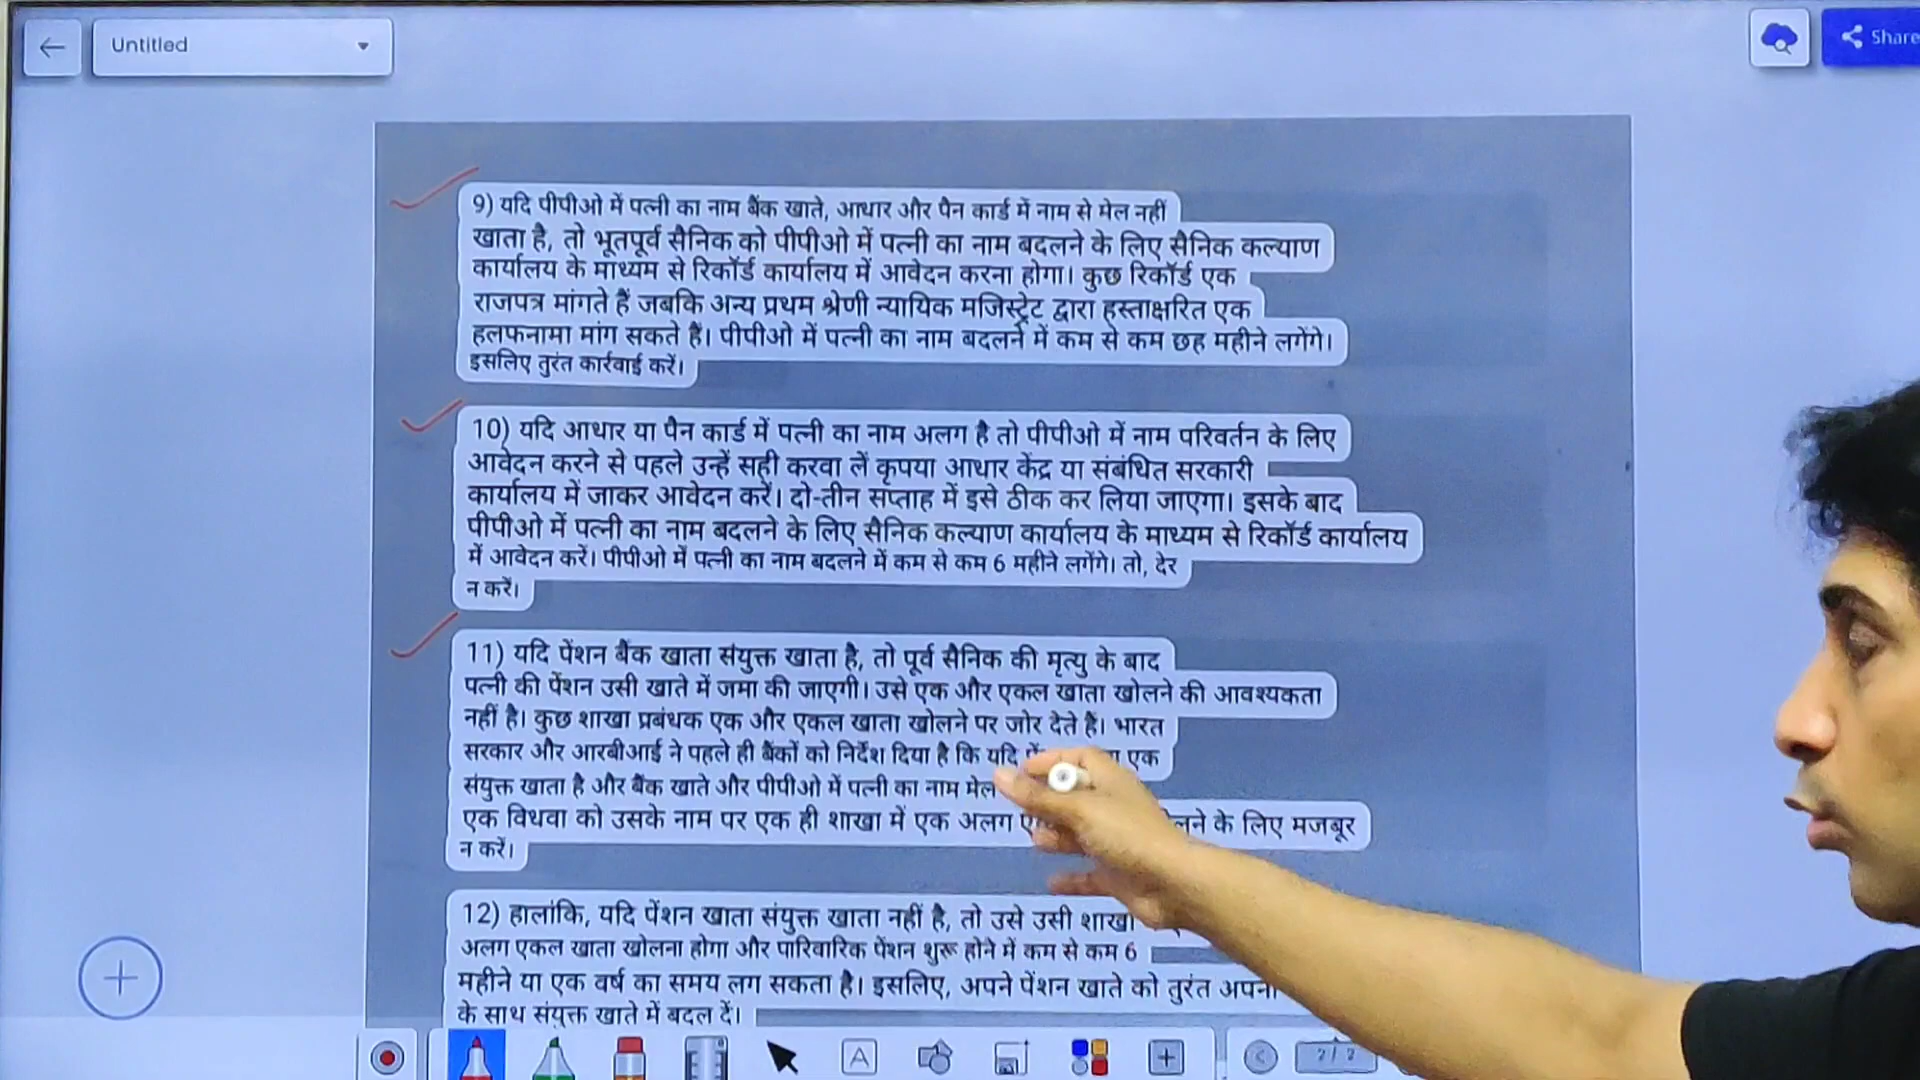 Untitled
Share
9) यदि पीपीओ में पत्नी का नाम बैंक खाते, आधार और पैन कार्ड में नाम से मेल नहीं
खाता है, तो भूतपूर्व सैनिक को पीपीओ में पत्नी का नाम बदलने के लिए सैनिक कल्याण
कार्यालय के माध्यम से रिकॉर्ड कार्यालय में आवेदन करना होगा। कुछ रिकॉर्ड एक
राजपत्र मांगते हैं जबकि अन्य प्रथम श्रेणी न्यायिक मजिस्ट्रेट द्वारा हस्ताक्षरित एक
हलफनामा मांग सकते हैं। पीपीओ में पत्नी का नाम बदलने में कम से कम छह महीने लगेंगे।
इसलिए तुरंत कार्रवाई करें।
10) यदि आधार या पैन कार्ड में पत्नी का नाम अलग है तो पीपीओ में नाम परिवर्तन के लिए
आवेदन करने से पहले उन्हें सही करवा लें कृपया आधार केंद्र या संबंधित सरकारी
कार्यालय में जाकर आवेदन करें। दो-तीन सप्ताह में इसे ठीक कर लिया जाएगा। इसके बाद
पीपीओ में पत्नी का नाम बदलने के लिए सैनिक कल्याण कार्यालय के माध्यम से रिकॉर्ड कार्यालय
में आवेदन करें। पीपीओ में पत्नी का नाम बदलने में कम से कम 6 महीने लगेंगे। तो, देर
न करें।
11) यदि पेंशन बैंक खाता संयुक्त खाता है, तो पूर्व सैनिक की मृत्यु के बाद
पत्नी की पेंशन उसी खाते में जमा की जाएगी। उसे एक और एकल खाता खोलने की आवश्यकता
नहीं है। कुछ शाखा प्रबंधक एक और एकल खाता खोलने पर जोर देते हैं। भारत
सरकार और आरबीआई ने पहले ही बैंकों को निर्देश दिया है कि यदि एक
संयुक्त खाता है और बैंक खाते और पीपीओ में पत्नी का नाम मेल
एक विधवा को उसके नाम पर एक ही शाखा में एक अलग के लिए मजबूर
न करें।
12) हालांकि, यदि पेंशन खाता संयुक्त खाता नहीं है, तो उसे उसी शाखा
अलग एकल खाता खोलना होगा और पारिवारिक पेंशन शुरू होने में कम से कम 6
महीने या एक वर्ष का समय लग सकता है। इसलिए, अपने पेंशन खाते को तुरंत
के साथ संयुक्त खाते में बदल दें।
A
2/2